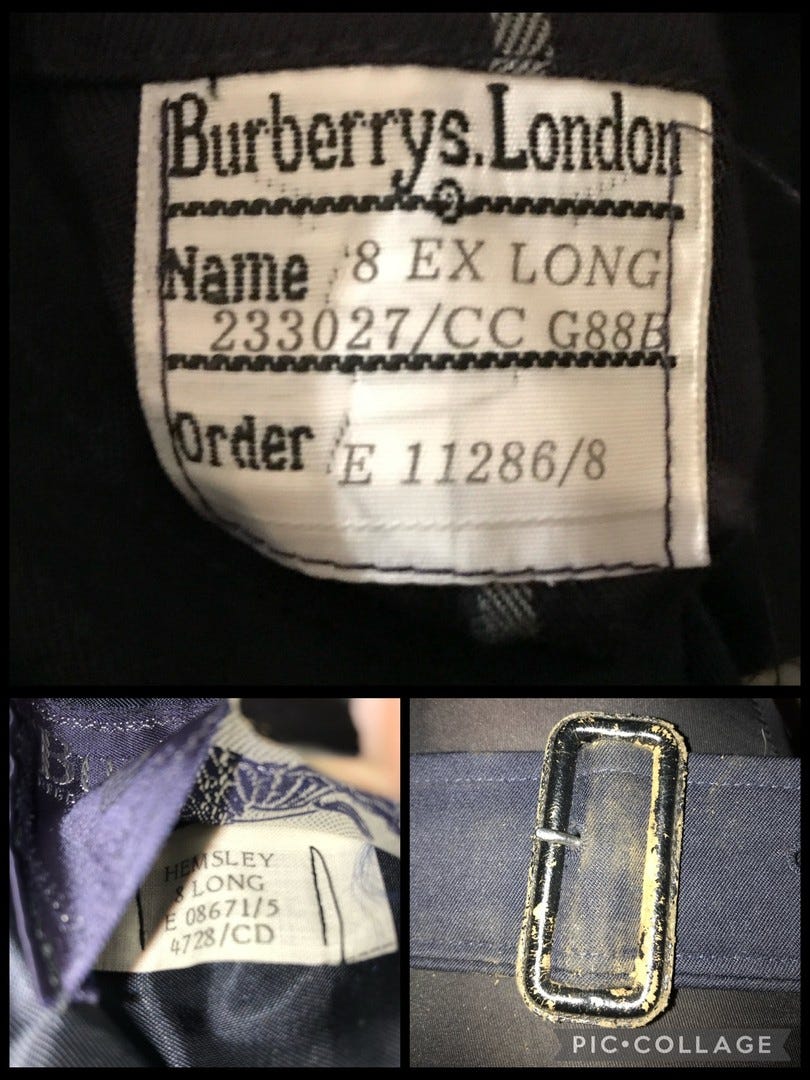 Burberrys.London
Name 8 EX LONG
233027/CC G88B
Order E 11286/8
HEMSLEY
8 LONG
E 08671/5
4728/CD
PIC•COLLAGE